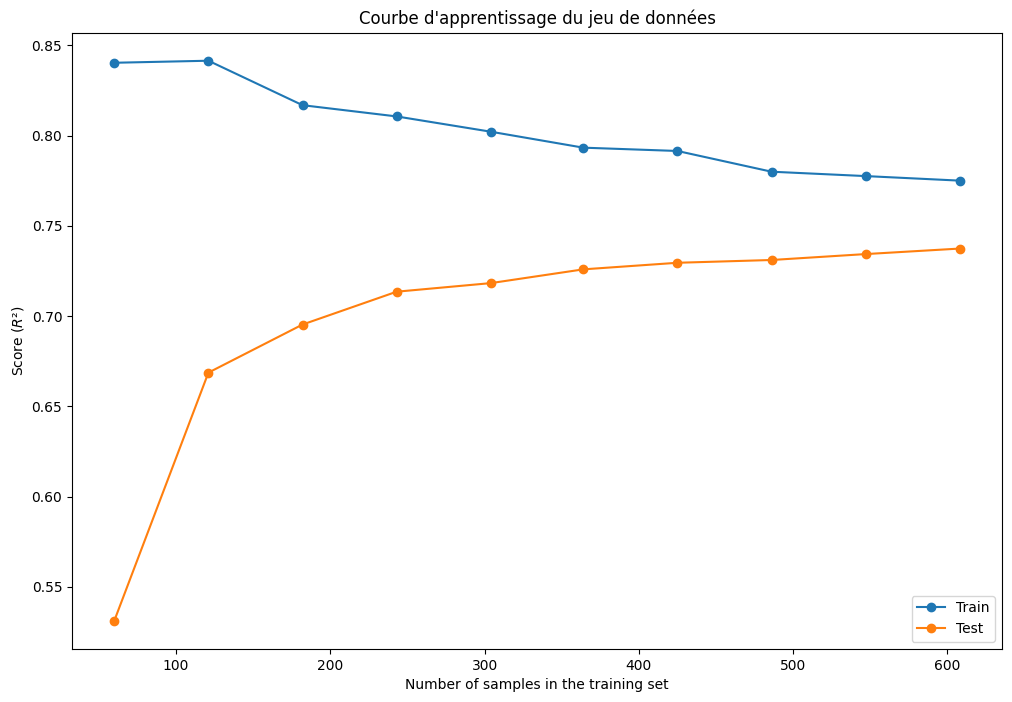 Courbe d'apprentissage du jeu de données
0.85
0.80
0.75
0.70
0.65
0.60
0.55
Score (R²)
100 200 300 400 500 600
Number of samples in the training set
Train
Test